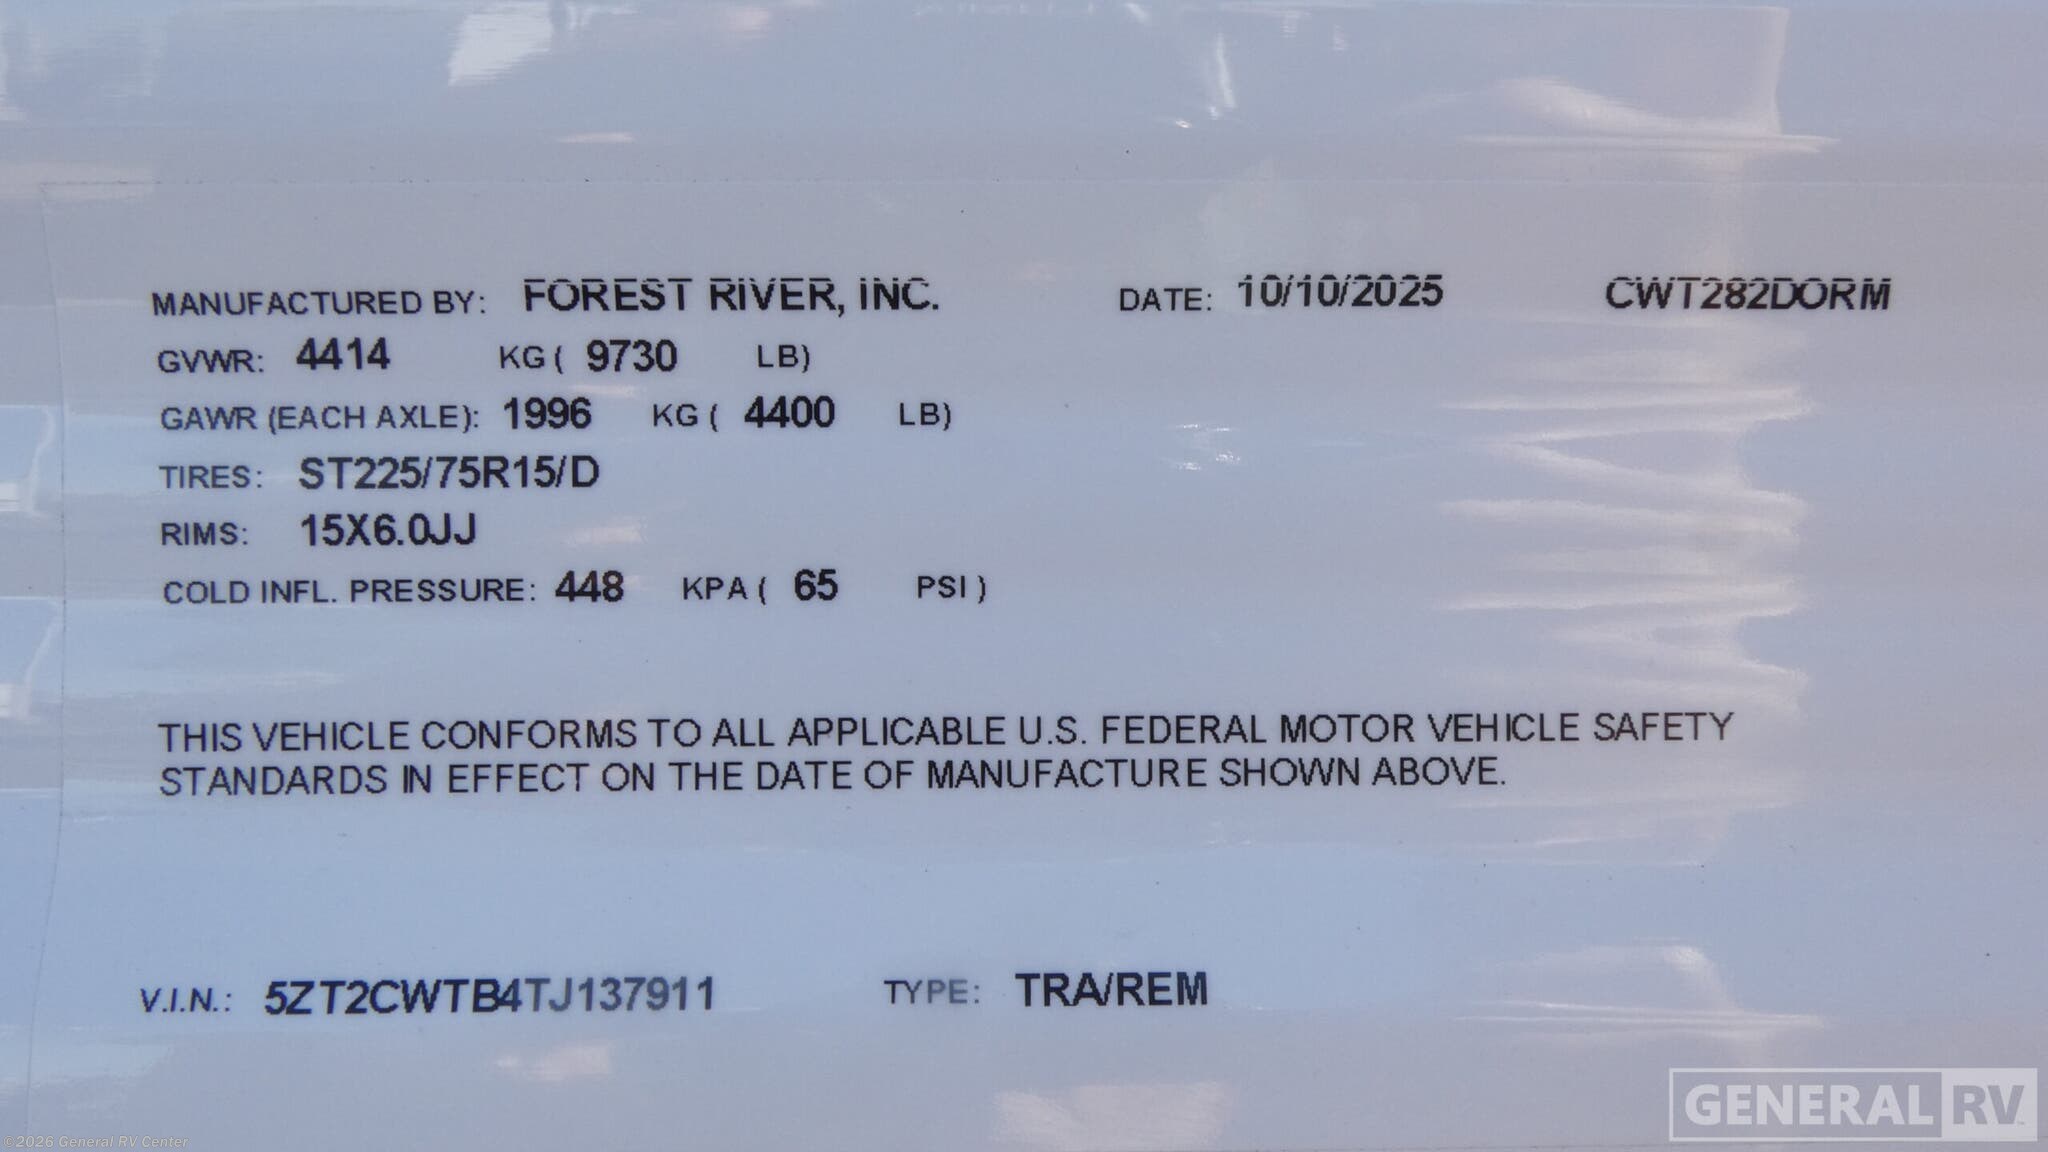 MANUFACTURED BY: FOREST RIVER, INC. DATE: 10/10/2025 CWT282DORM
GVWR: 4414 KG ( 9730 LB)
GAWR (EACH AXLE): 1996 KG ( 4400 LB)
TIRES: ST225/75R15/D
RIMS: 15X6.0JJ
COLD INFL. PRESSURE: 448 KPA ( 65 PSI )
THIS VEHICLE CONFORMS TO ALL APPLICABLE U.S. FEDERAL MOTOR VEHICLE SAFETY
STANDARDS IN EFFECT ON THE DATE OF MANUFACTURE SHOWN ABOVE.
V.I.N.: 5ZT2CWTB4TJ137911 TYPE: TRA/REM
GENERAL RV
©2026 General RV Center